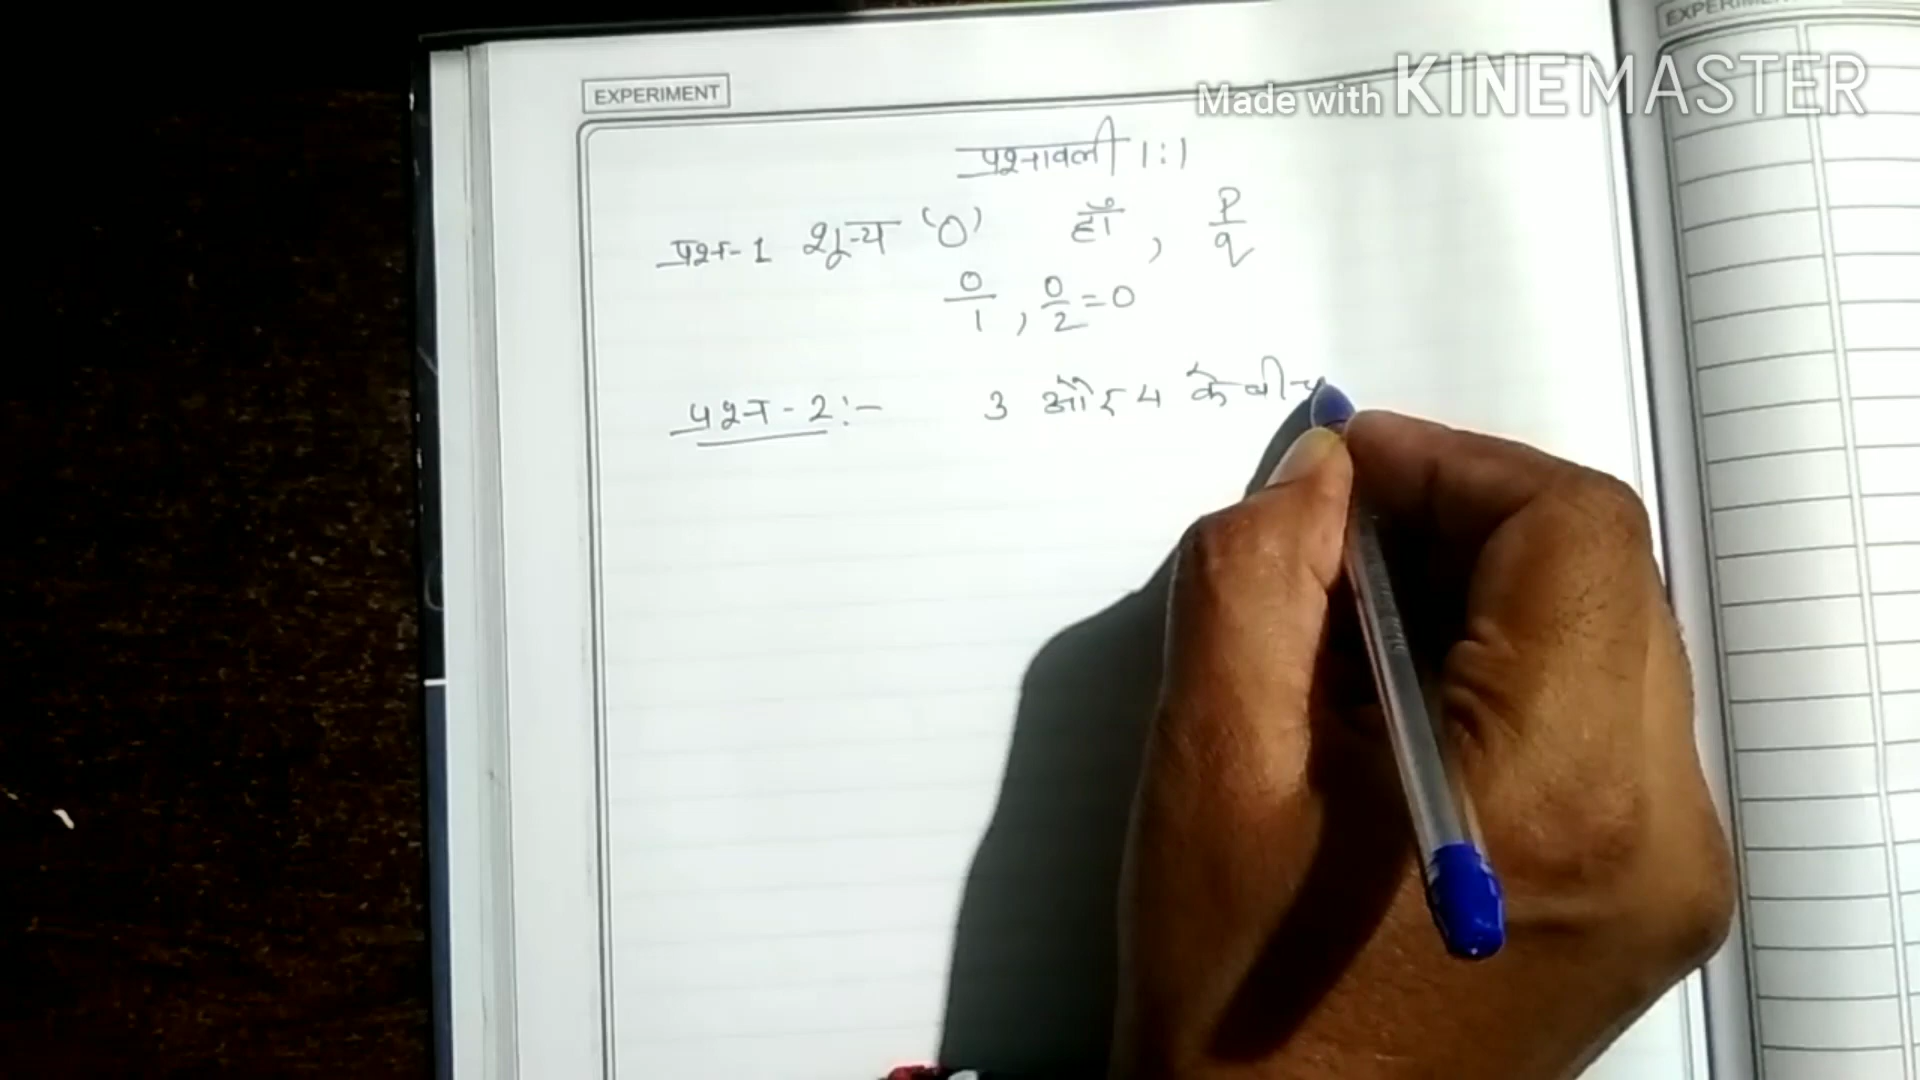 EXPERIMENT
Made with KINEMASTER
प्रश्नावली 1:1
प्रश्न-1 शून्य '0' हाँ, p/q
0/1, 0/2=0
प्रश्न-2:- 3 और 4 के बीच